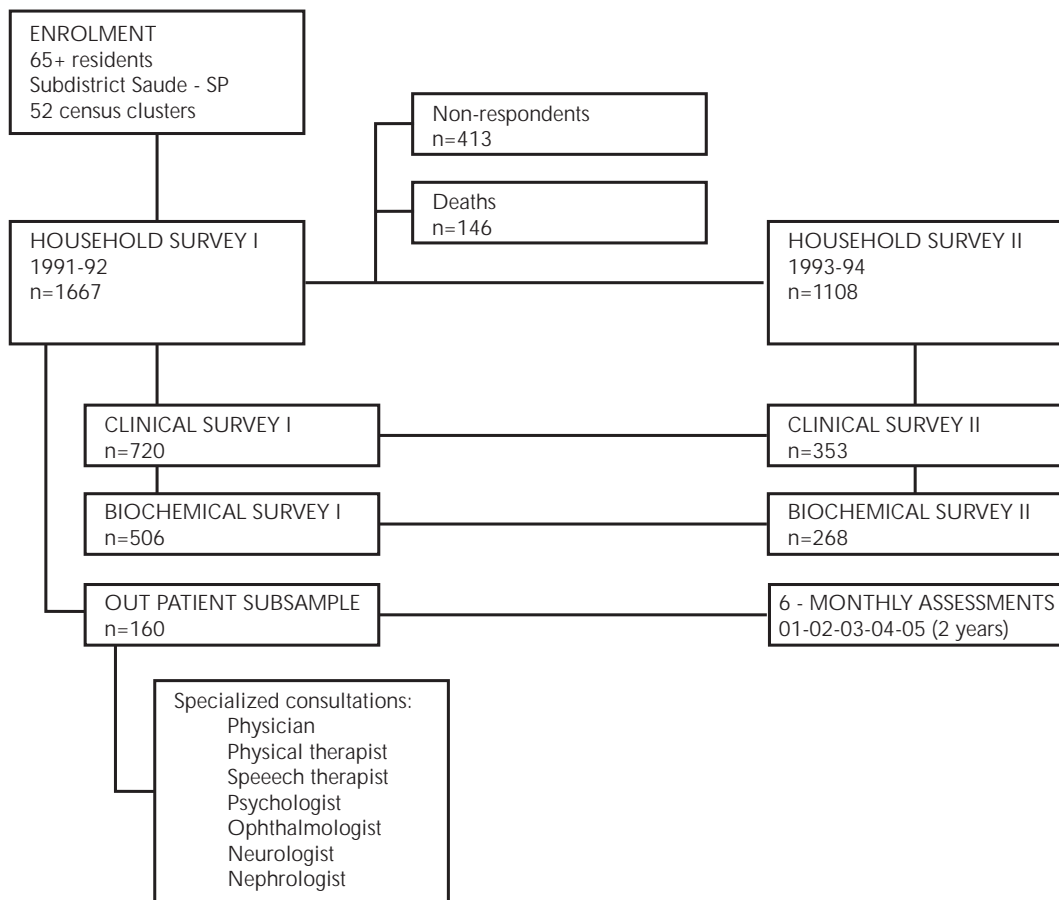 ENROLMENT
65+ residents
Subdistrict Saude - SP
52 census clusters
Non-respondents
n=413
Deaths
n=146
HOUSEHOLD SURVEY I
1991-92
n=1667
HOUSEHOLD SURVEY II
1993-94
n=1108
CLINICAL SURVEY I
n=720
CLINICAL SURVEY II
n=353
BIOCHEMICAL SURVEY I
n=506
BIOCHEMICAL SURVEY II
n=268
OUT PATIENT SUBSAMPLE
n=160
6 - MONTHLY ASSESSMENTS
01-02-03-04-05 (2 years)
Specialized consultations:
Physician
Physical therapist
Speeech therapist
Psychologist
Ophthalmologist
Neurologist
Nephrologist